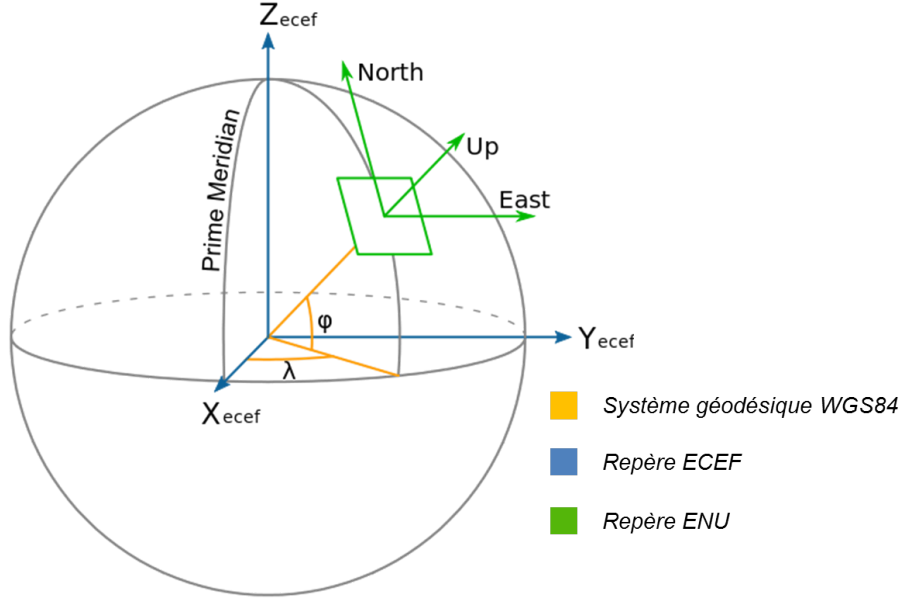 Zecef
North
Up
East
Prime Meridian
φ
λ
Yecef
Xecef
Système géodésique WGS84
Repère ECEF
Repère ENU